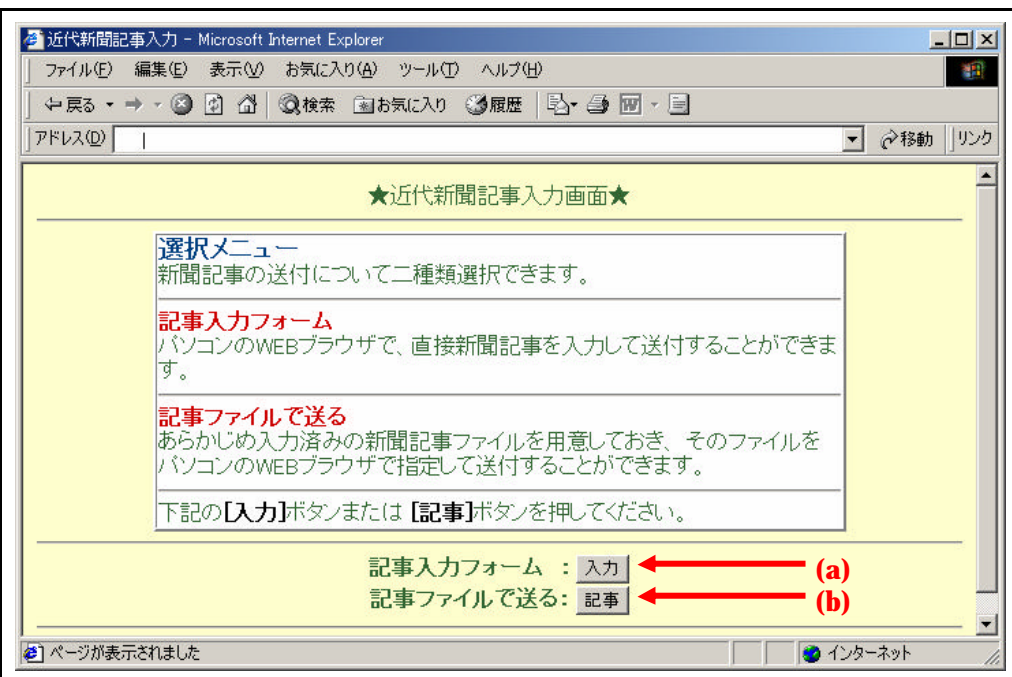 近代新聞記事入力 - Microsoft Internet Explorer
ファイル(F) 編集(E) 表示(V) お気に入り(A) ツール(T) ヘルプ(H)
戻る 検索 お気に入り 履歴
アドレス(D) 移動 リンク
★近代新聞記事入力画面★
選択メニュー
新聞記事の送付について二種類選択できます。
記事入力フォーム
パソコンのWEBブラウザで、直接新聞記事を入力して送付することができま
す。
記事ファイルで送る
あらかじめ入力済みの新聞記事ファイルを用意しておき、そのファイルを
パソコンのWEBブラウザで指定して送付することができます。
下記の[入力]ボタンまたは [記事]ボタンを押してください。
記事入力フォーム : 入力 (a)
記事ファイルで送る: 記事 (b)
ページが表示されました インターネット